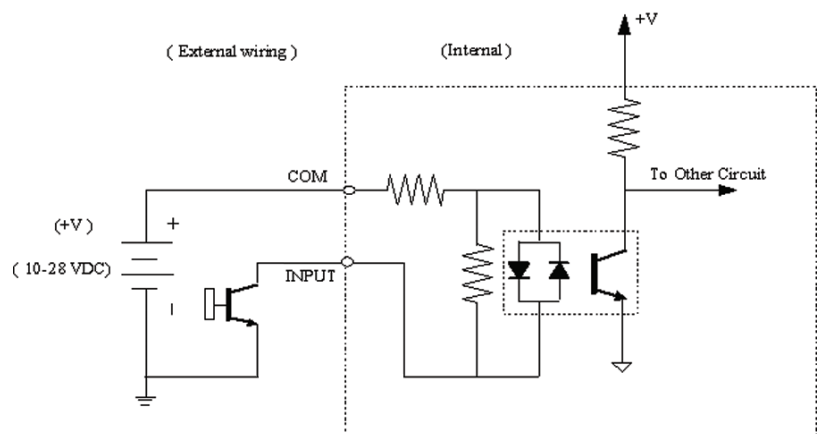 +V
( External wiring )
(Internal)
To Other Circuit
COM
(+V )
+
( 10-28 VDC)
INPUT